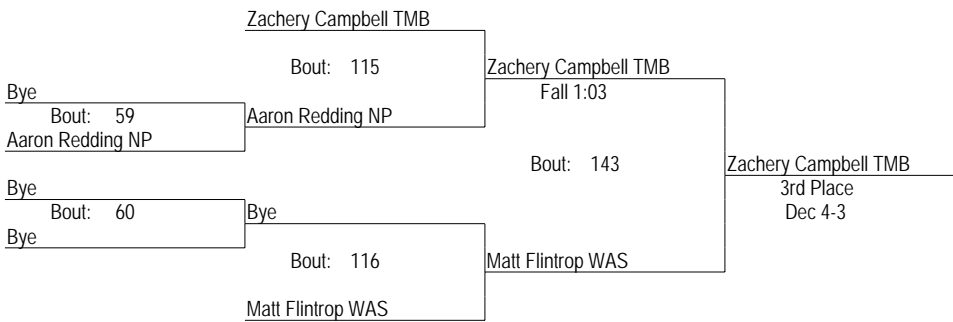 Zachery Campbell TMB
Bout: 115
Zachery Campbell TMB
Fall 1:03
Bye
Bout: 59
Aaron Redding NP
Aaron Redding NP
Bout: 143
Zachery Campbell TMB
3rd Place
Dec 4-3
Bye
Bout: 60
Bye
Bye
Bout: 116
Matt Flintrop WAS
Matt Flintrop WAS